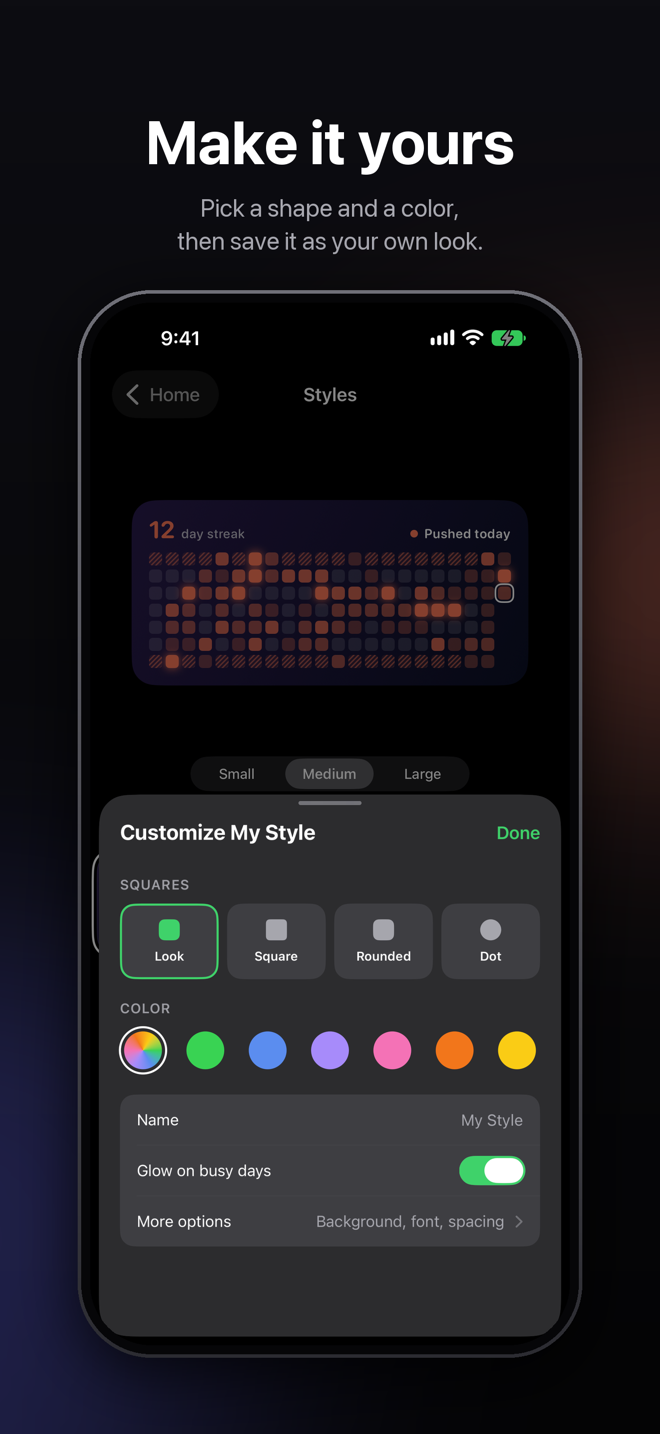 Make it yours
Pick a shape and a color,
then save it as your own look.
9:41
Home
Styles
12 day streak
Pushed today
Small
Medium
Large
Customize My Style
Done
SQUARES
Look
Square
Rounded
Dot
COLOR
Name
My Style
Glow on busy days
More options
Background, font, spacing